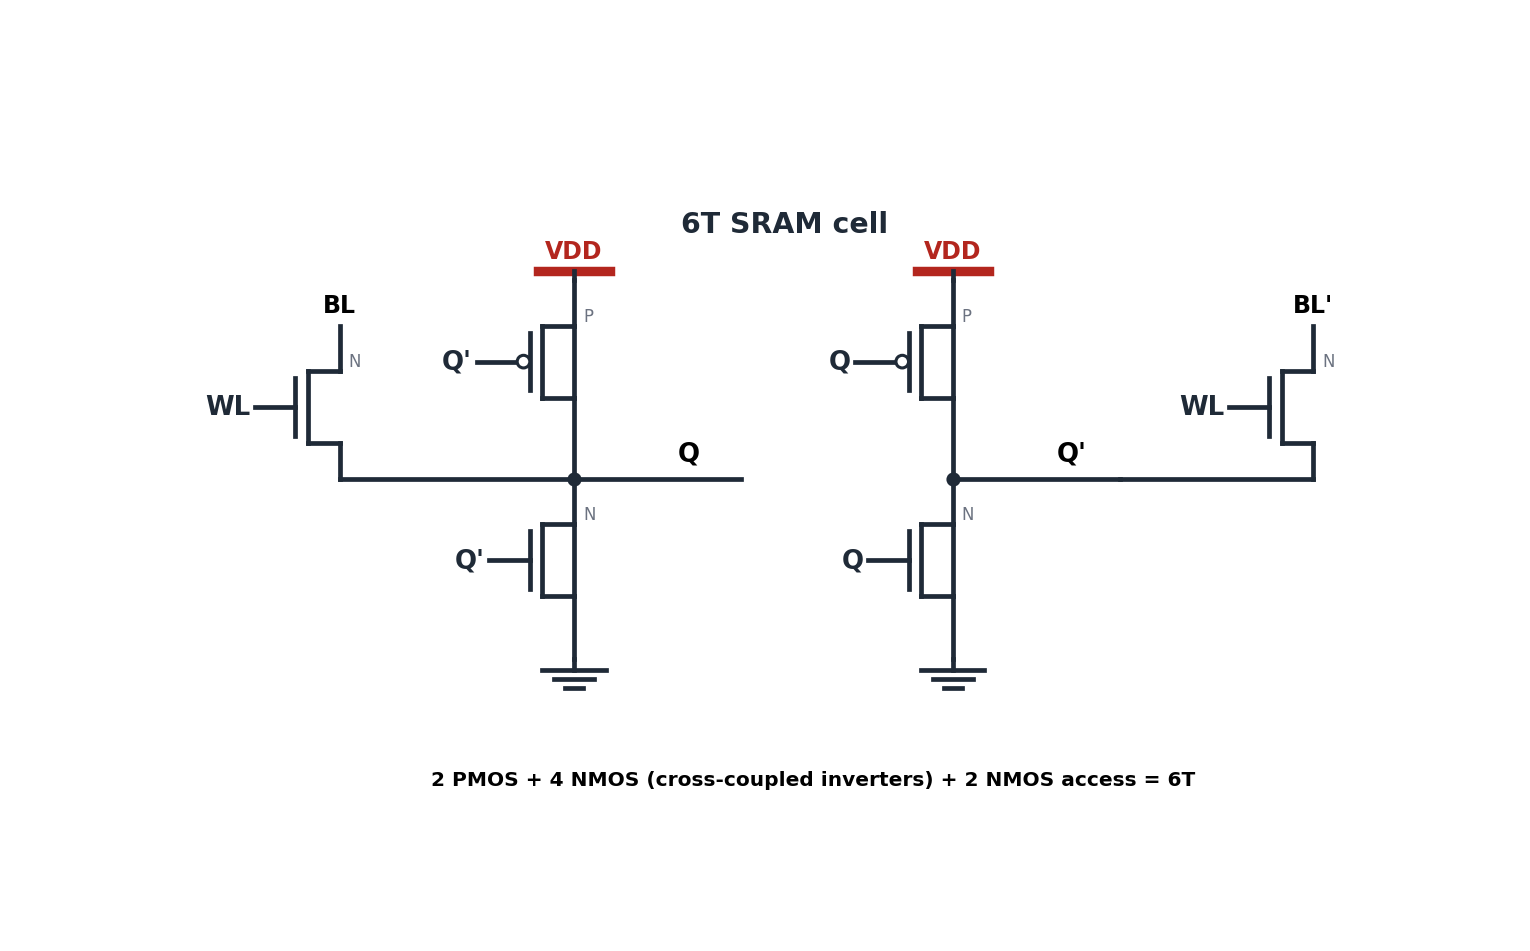 6T SRAM cell
VDD
VDD
BL
BL'
P
P
N
N
Q'
Q
WL
WL
Q
Q'
N
N
Q'
Q
2 PMOS + 4 NMOS (cross-coupled inverters) + 2 NMOS access = 6T